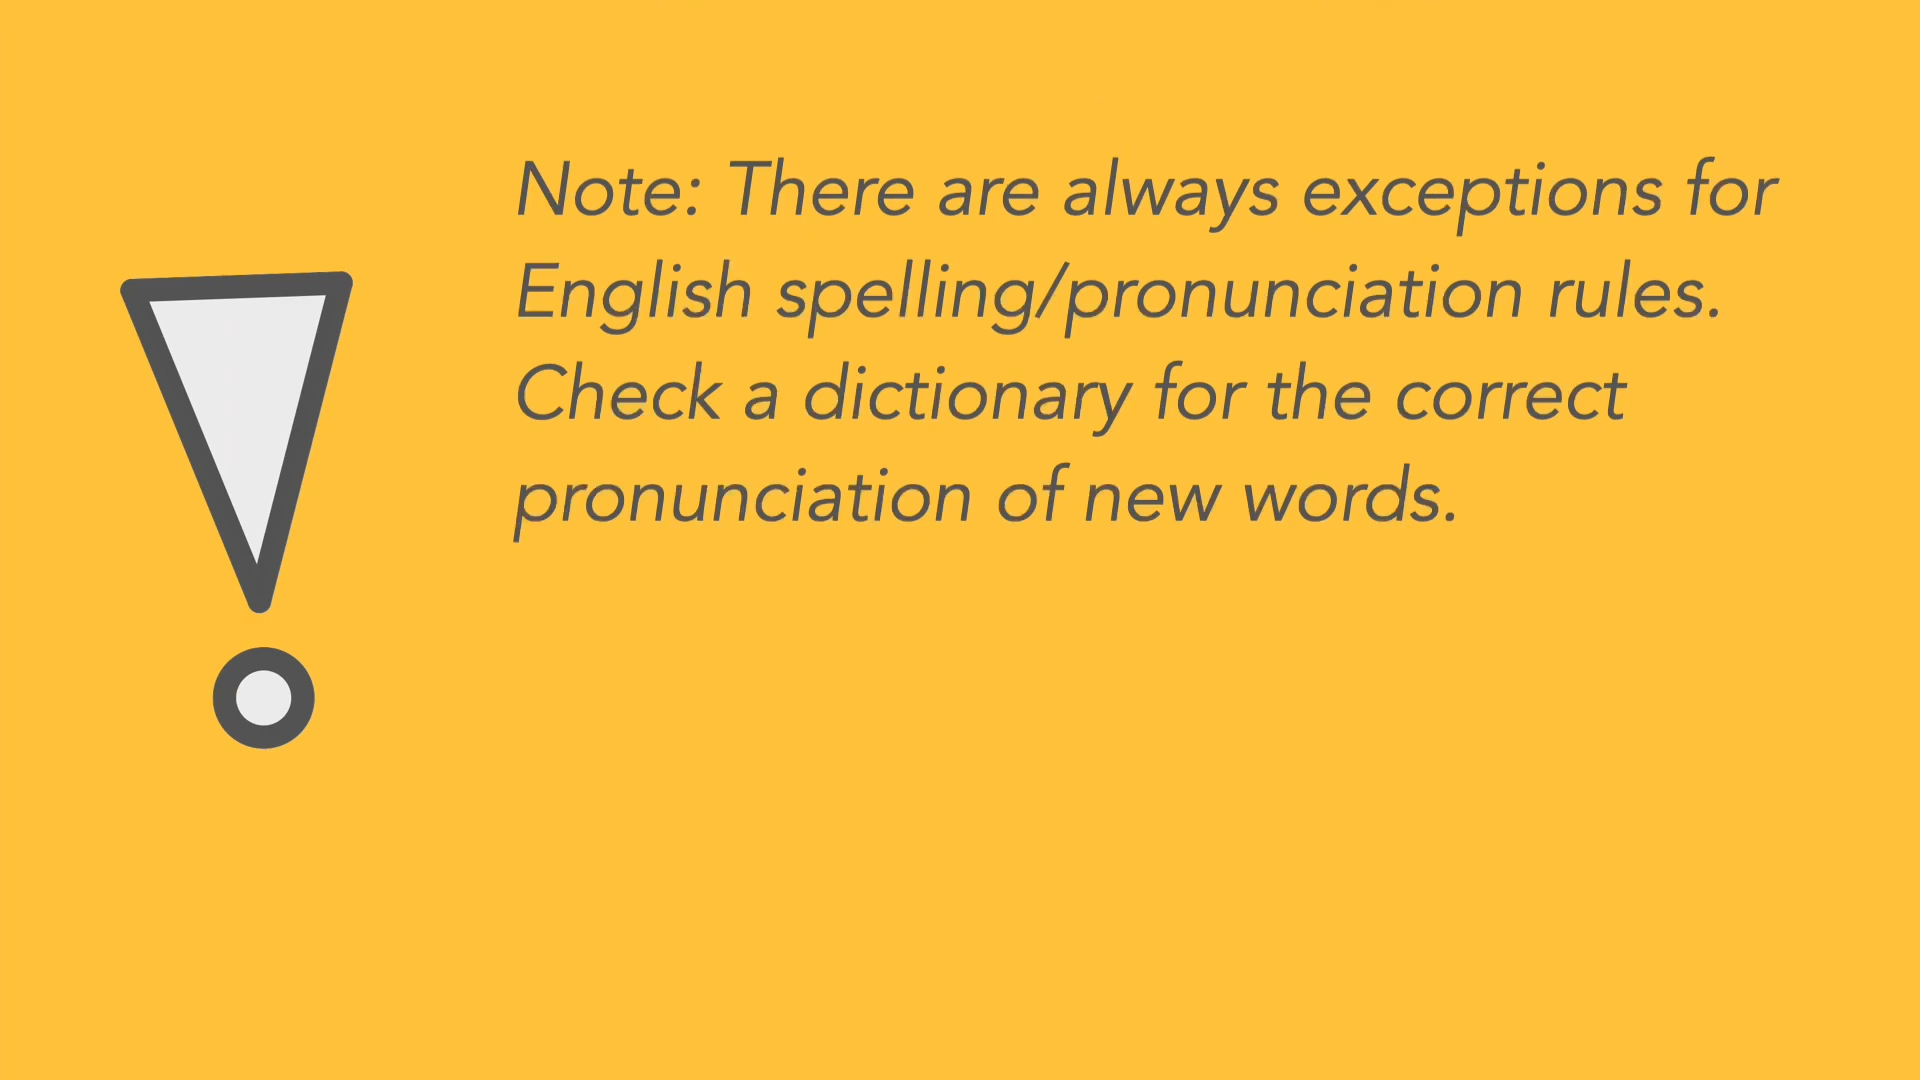 Note: There are always exceptions for
English spelling/pronunciation rules.
Check a dictionary for the correct
pronunciation of new words.